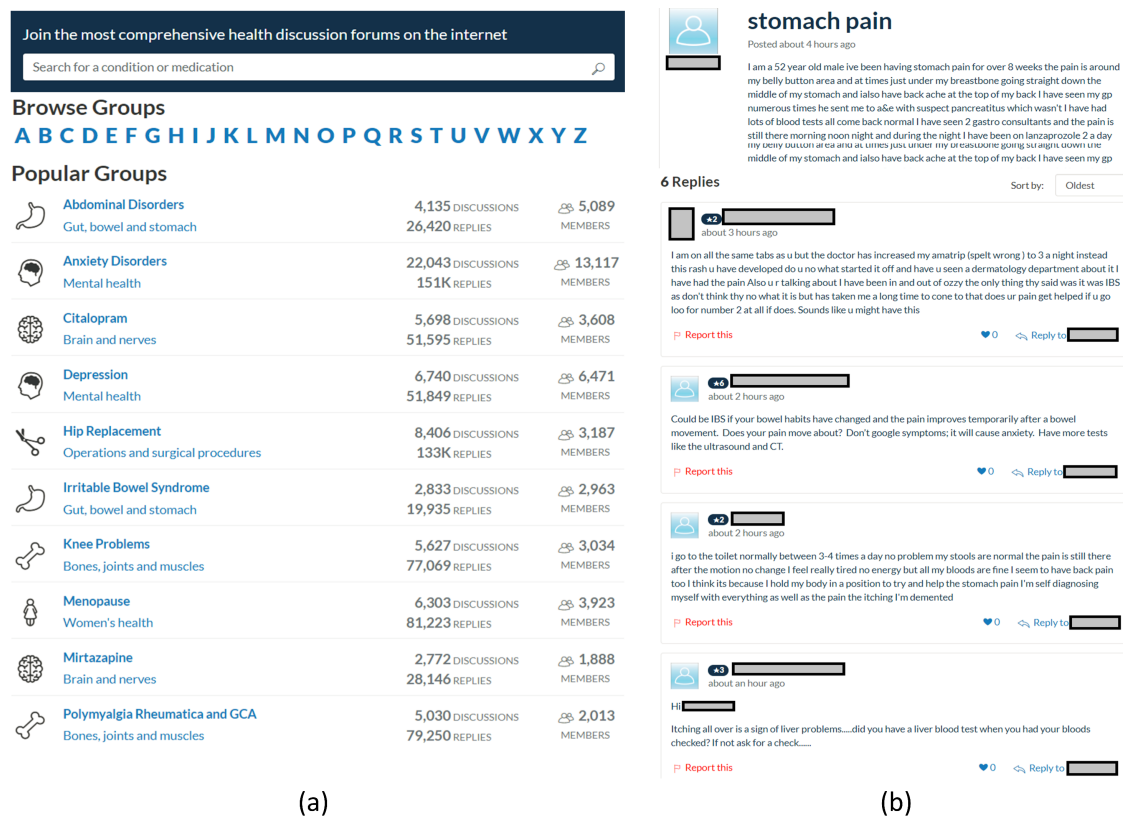 Join the most comprehensive health discussion forums on the internet
Search for a condition or medication
Browse Groups
A B C D E F G H I J K L M N O P Q R S T U V W X Y Z
Popular Groups
Abdominal Disorders 4,135 DISCUSSIONS 5,089
Gut, bowel and stomach 26,420 REPLIES MEMBERS
Anxiety Disorders 22,043 DISCUSSIONS 13,117
Mental health 151K REPLIES MEMBERS
Citalopram 5,698 DISCUSSIONS 3,608
Brain and nerves 51,595 REPLIES MEMBERS
Depression 6,740 DISCUSSIONS 6,471
Mental health 51,849 REPLIES MEMBERS
Hip Replacement 8,406 DISCUSSIONS 3,187
Operations and surgical procedures 133K REPLIES MEMBERS
Irritable Bowel Syndrome 2,833 DISCUSSIONS 2,963
Gut, bowel and stomach 19,935 REPLIES MEMBERS
Knee Problems 5,627 DISCUSSIONS 3,034
Bones, joints and muscles 77,069 REPLIES MEMBERS
Menopause 6,303 DISCUSSIONS 3,923
Women's health 81,223 REPLIES MEMBERS
Mirtazapine 2,772 DISCUSSIONS 1,888
Brain and nerves 28,146 REPLIES MEMBERS
Polymyalgia Rheumatica and GCA 5,030 DISCUSSIONS 2,013
Bones, joints and muscles 79,250 REPLIES MEMBERS
(a)
stomach pain
Posted about 4 hours ago
I am a 52 year old male ive been having stomach pain for over 8 weeks the pain is around
my belly button area and at times just under my breastbone going straight down the
middle of my stomach and ialso have back ache at the top of my back I have seen my gp
numerous times he sent me to a&e with suspect pancreatitus which wasn't I have had
lots of blood tests all come back normal I have seen 2 gastro consultants and the pain is
still there morning noon night and during the night I have been on lanzaprozole 2 a day
my belly button area and at times just under my breastbone going straight down the
middle of my stomach and ialso have back ache at the top of my back I have seen my gp
6 Replies Sort by: Oldest
★2
about 3 hours ago
I am on all the same tabs as u but the doctor has increased my amatrip (spelt wrong ) to 3 a night instead
this rash u have developed do u no what started it off and have u seen a dermatology department about it I
have had the pain Also u r talking about I have been in and out of ozzy the only thing thy said was it was IBS
as don't think thy no what it is but has taken me a long time to cone to that does ur pain get helped if u go
loo for number 2 at all if does. Sounds like u might have this
Report this 0 Reply to
★6
about 2 hours ago
Could be IBS if your bowel habits have changed and the pain improves temporarily after a bowel
movement. Does your pain move about? Don't google symptoms; it will cause anxiety. Have more tests
like the ultrasound and CT.
Report this 0 Reply to
★2
about 2 hours ago
i go to the toilet normally between 3-4 times a day no problem my stools are normal the pain is still there
after the motion no change I feel really tired no energy but all my bloods are fine I seem to have back pain
too I think its because I hold my body in a position to try and help the stomach pain I'm self diagnosing
myself with everything as well as the pain the itching I'm demented
Report this 0 Reply to
★3
about an hour ago
Hi
Itching all over is a sign of liver problems.....did you have a liver blood test when you had your bloods
checked? If not ask for a check......
Report this 0 Reply to
(b)